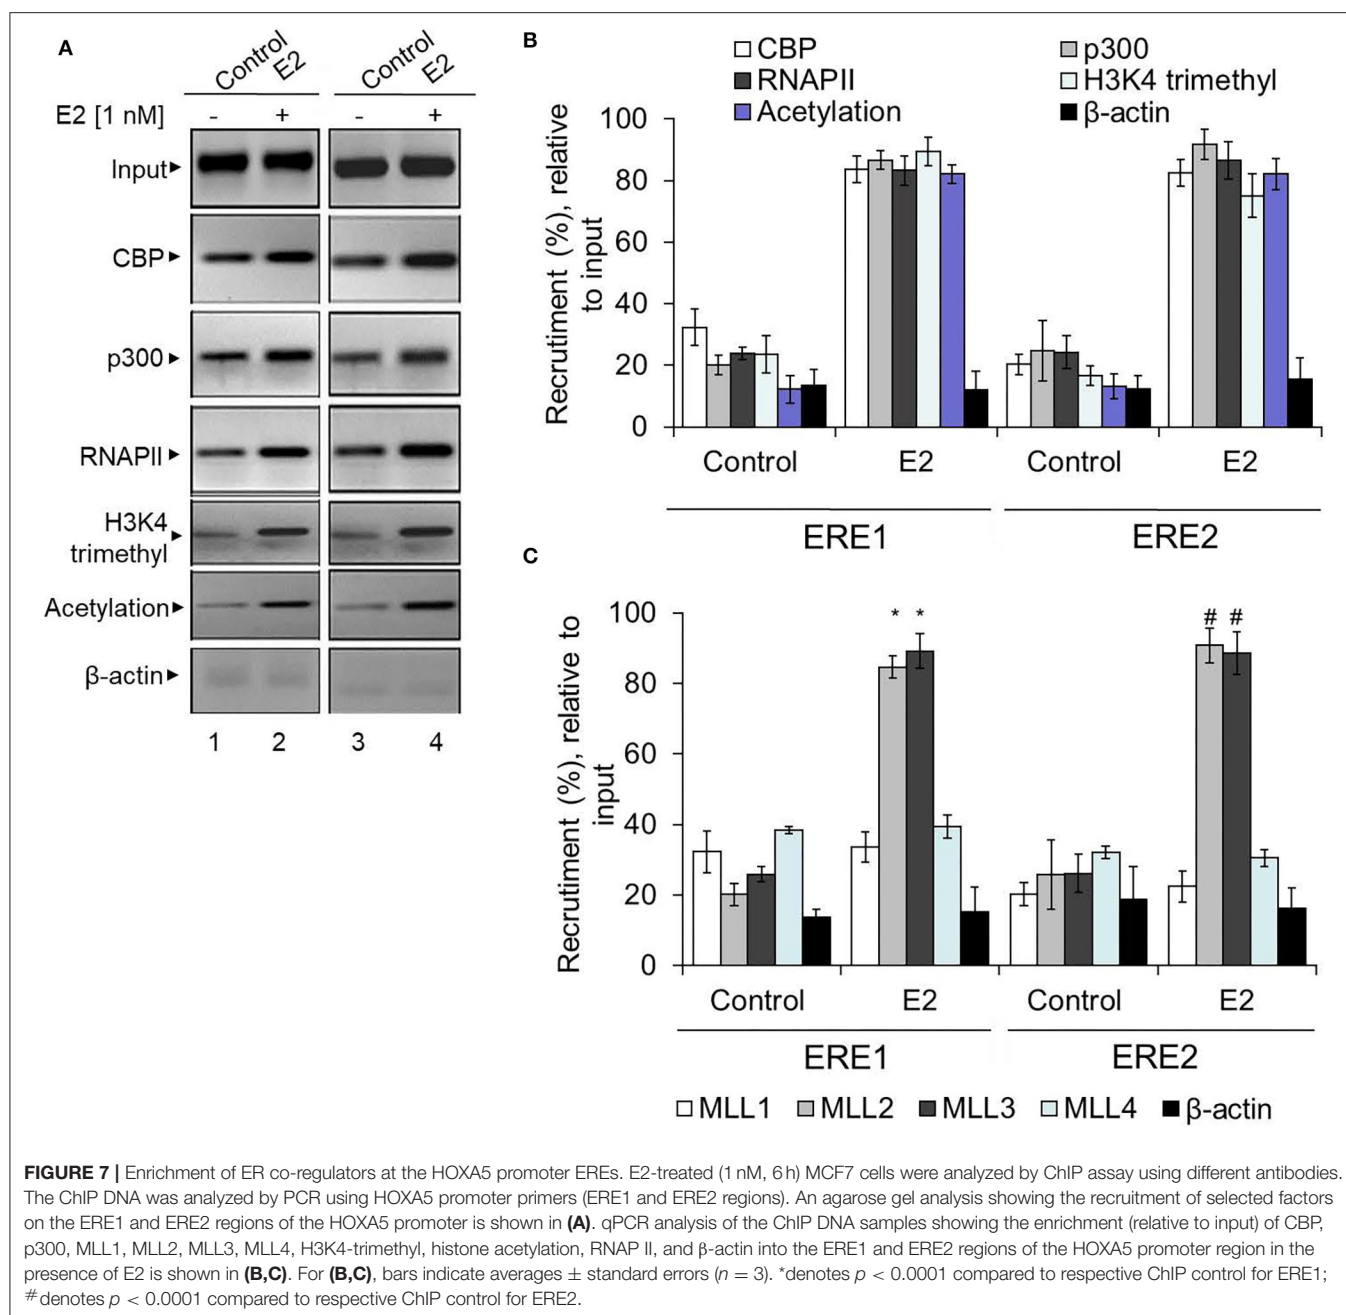 A
Control E2 Control E2
E2 [1 nM] - + - +
Input
CBP
p300
RNAPII
H3K4
trimethyl
Acetylation
β-actin
1 2 3 4
B
CBP p300
RNAPII H3K4 trimethyl
Acetylation β-actin
Recrutiment (%), relative
to input
100
80
60
40
20
0
Control E2 Control E2
ERE1 ERE2
C
Recrutiment (%), relative to
input
100
80
60
40
20
0
* * # #
Control E2 Control E2
ERE1 ERE2
MLL1 MLL2 MLL3 MLL4 β-actin
FIGURE 7 | Enrichment of ER co-regulators at the HOXA5 promoter EREs. E2-treated (1 nM, 6 h) MCF7 cells were analyzed by ChIP assay using different antibodies.
The ChIP DNA was analyzed by PCR using HOXA5 promoter primers (ERE1 and ERE2 regions). An agarose gel analysis showing the recruitment of selected factors
on the ERE1 and ERE2 regions of the HOXA5 promoter is shown in (A). qPCR analysis of the ChIP DNA samples showing the enrichment (relative to input) of CBP,
p300, MLL1, MLL2, MLL3, MLL4, H3K4-trimethyl, histone acetylation, RNAP II, and β-actin into the ERE1 and ERE2 regions of the HOXA5 promoter region in the
presence of E2 is shown in (B,C). For (B,C), bars indicate averages ± standard errors (n = 3). *denotes p < 0.0001 compared to respective ChIP control for ERE1;
#denotes p < 0.0001 compared to respective ChIP control for ERE2.